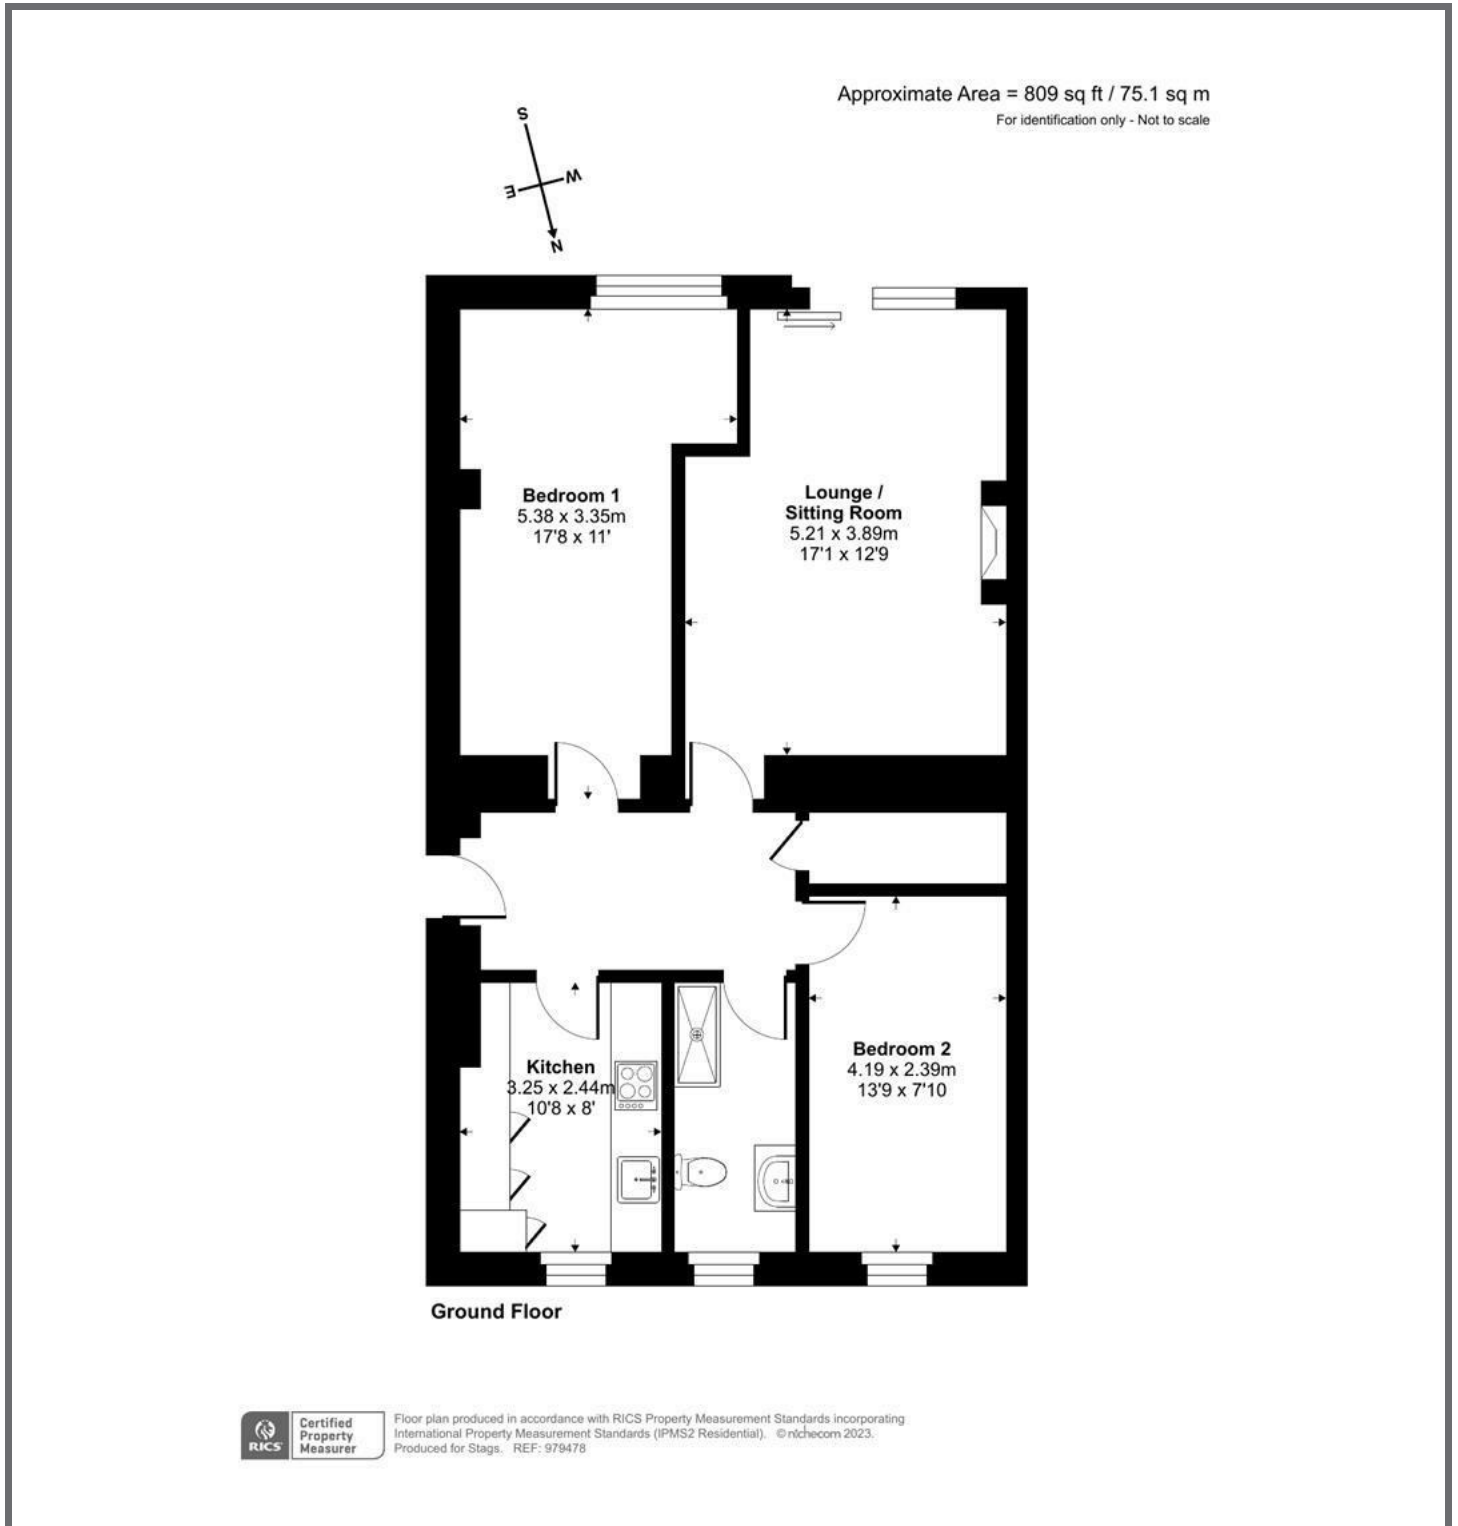 Approximate Area = 809 sq ft / 75.1 sq m
For identification only - Not to scale
S
W
E
N
Bedroom 1
5.38 x 3.35m
17'8 x 11'
Lounge /
Sitting Room
5.21 x 3.89m
17'1 x 12'9
Bedroom 2
4.19 x 2.39m
13'9 x 7'10
Kitchen
3.25 x 2.44m
10'8 x 8'
Ground Floor
RICS
Certified
Property
Measurer
Floor plan produced in accordance with RICS Property Measurement Standards incorporating
International Property Measurement Standards (IPMS2 Residential). ©nichecom 2023.
Produced for Stags. REF: 979478